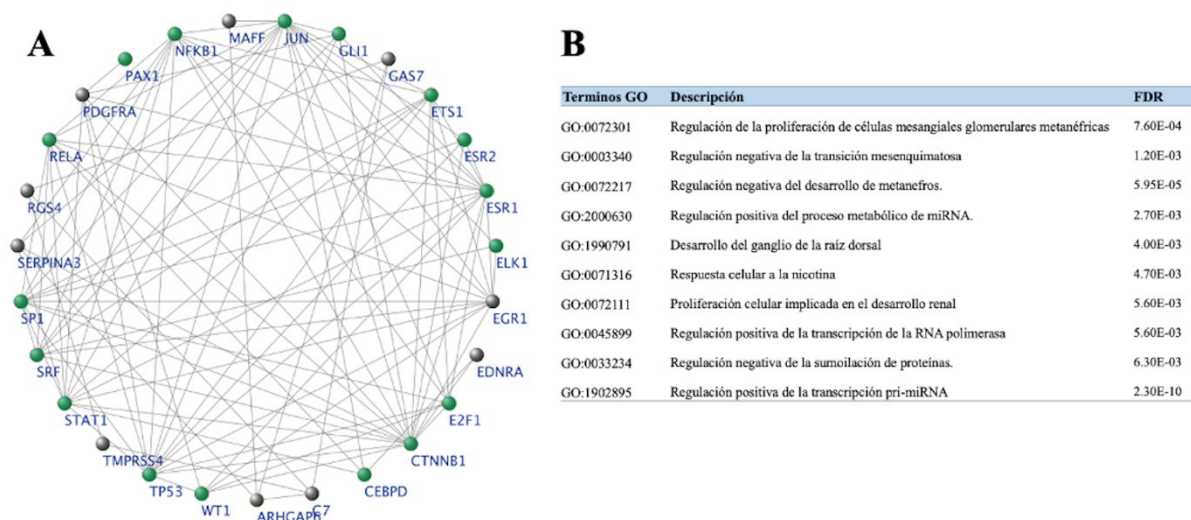 A
MAFF
JUN
NFKB1
GLI1
PAX1
GAS7
PDGFRA
ETS1
RELA
ESR2
RGS4
ESR1
SERPINA3
ELK1
SP1
EGR1
SRF
EDNRA
STAT1
E2F1
TMPRSS4
CTNNB1
TP53
CEBPD
WT1
C7
B
Terminos GO Descripción FDR
GO:0072301 Regulación de la proliferación de células mesangiales glomerulares metanéfricas 7.60E-04
GO:0003340 Regulación negativa de la transición mesenquimatosa 1.20E-03
GO:0072217 Regulación negativa del desarrollo de metanefros. 5.95E-05
GO:2000630 Regulación positiva del proceso metabólico de miRNA. 2.70E-03
GO:1990791 Desarrollo del ganglio de la raíz dorsal 4.00E-03
GO:0071316 Respuesta celular a la nicotina 4.70E-03
GO:0072111 Proliferación celular implicada en el desarrollo renal 5.60E-03
GO:0045899 Regulación positiva de la transcripción de la RNA polimerasa 5.60E-03
GO:0033234 Regulación negativa de la sumoilación de proteínas. 6.30E-03
GO:1902895 Regulación positiva de la transcripción pri-miRNA 2.30E-10